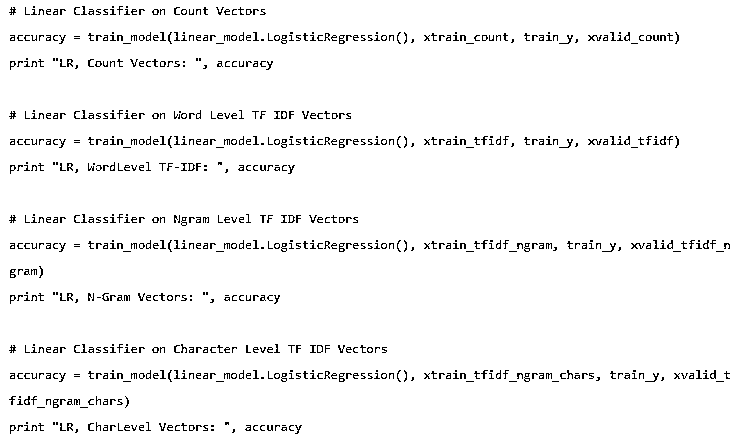 # Linear Classifier on Count Vectors
accuracy = train_model(linear_model.LogisticRegression(), xtrain_count, train_y, xvalid_count)
print "LR, Count Vectors: ", accuracy
# Linear Classifier on Word Level TF IDF Vectors
accuracy = train_model(linear_model.LogisticRegression(), xtrain_tfidf, train_y, xvalid_tfidf)
print "LR, WordLevel TF-IDF: ", accuracy
# Linear Classifier on Ngram Level TF IDF Vectors
accuracy = train_model(linear_model.LogisticRegression(), xtrain_tfidf_ngram, train_y, xvalid_tfidf_n
gram)
print "LR, N-Gram Vectors: ", accuracy
# Linear Classifier on Character Level TF IDF Vectors
accuracy = train_model(linear_model.LogisticRegression(), xtrain_tfidf_ngram_chars, train_y, xvalid_t
fidf_ngram_chars)
print "LR, CharLevel Vectors: ", accuracy